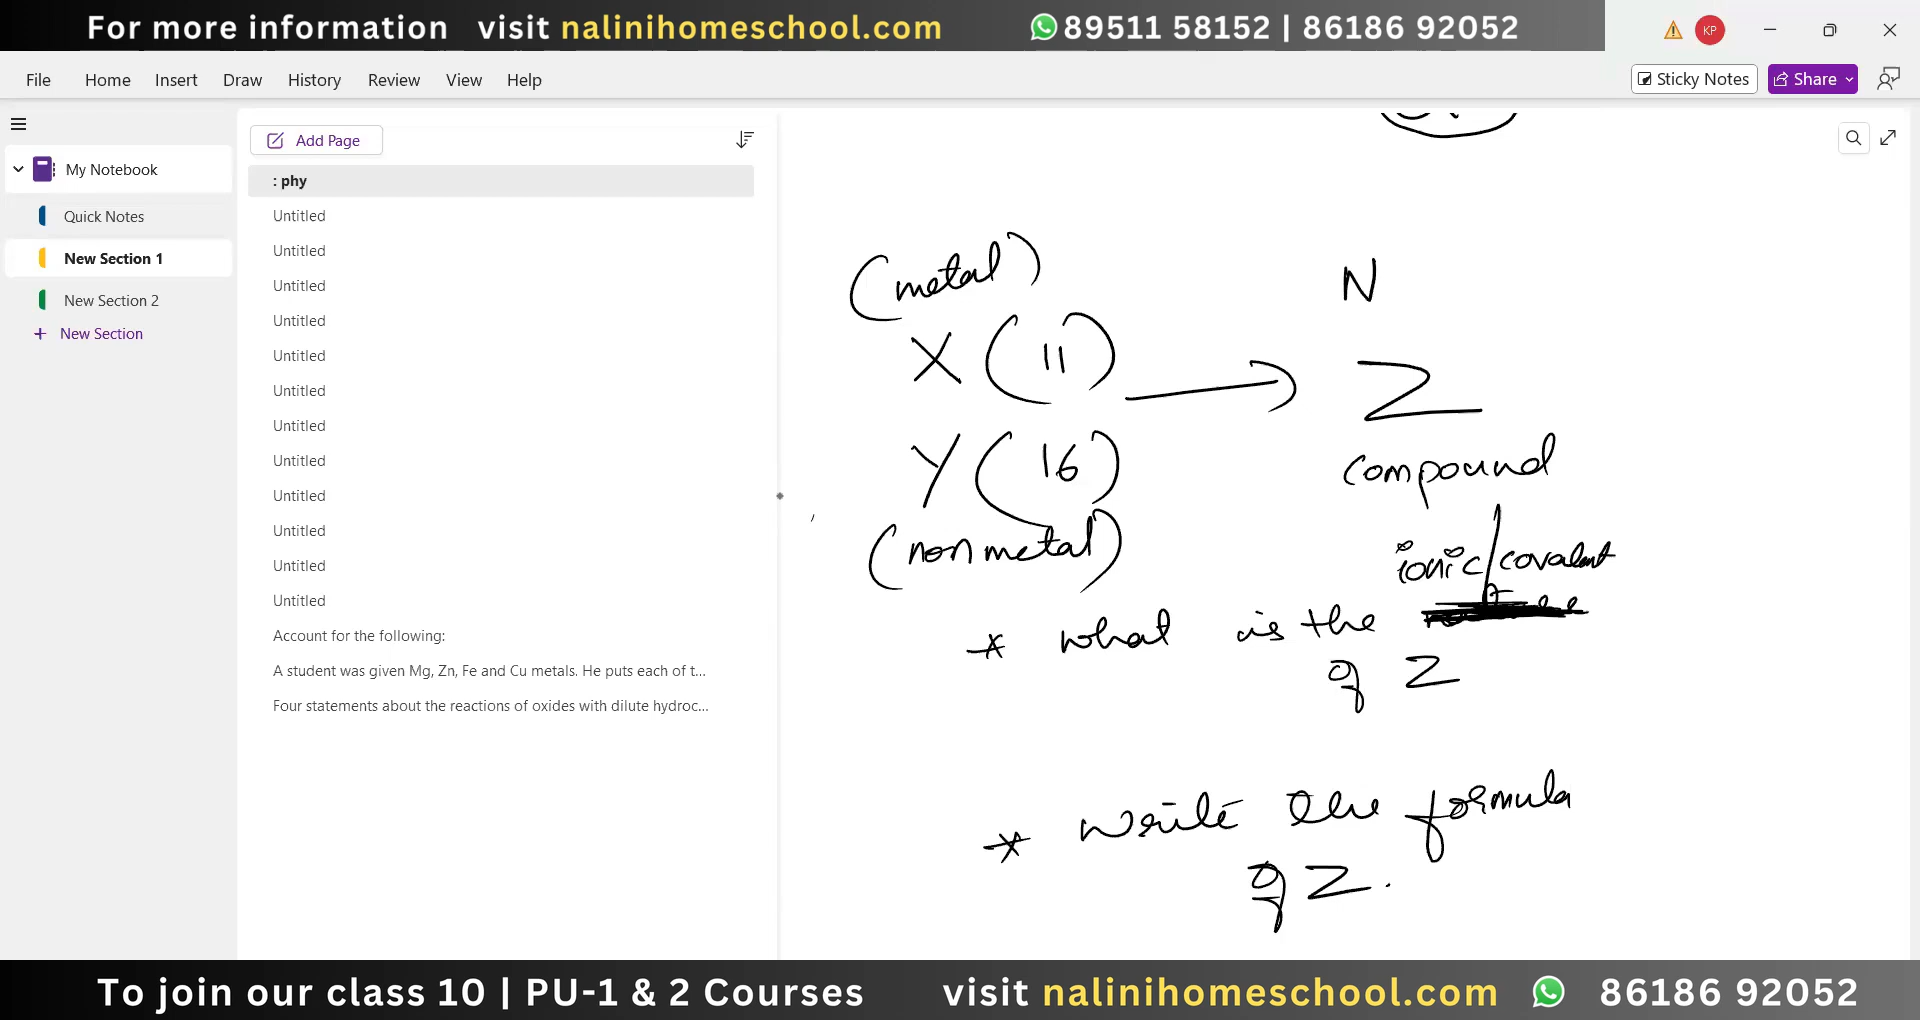 For more information visit nalinihomeschool.com 89511 58152 | 86186 92052
KP
File Home Insert Draw History Review View Help
Sticky Notes Share
Add Page
My Notebook
Quick Notes
New Section 1
New Section 2
+ New Section
: phy
Untitled
Untitled
Untitled
Untitled
Untitled
Untitled
Untitled
Untitled
Untitled
Untitled
Untitled
Untitled
Account for the following:
A student was given Mg, Zn, Fe and Cu metals. He puts each of t...
Four statements about the reactions of oxides with dilute hydroc...
(metal) N
X (11) → Z
Y (16) compound
(non metal) ionic/covalent
* what is the
of Z
* write the formula
of Z.
To join our class 10 | PU-1 & 2 Courses visit nalinihomeschool.com 86186 92052